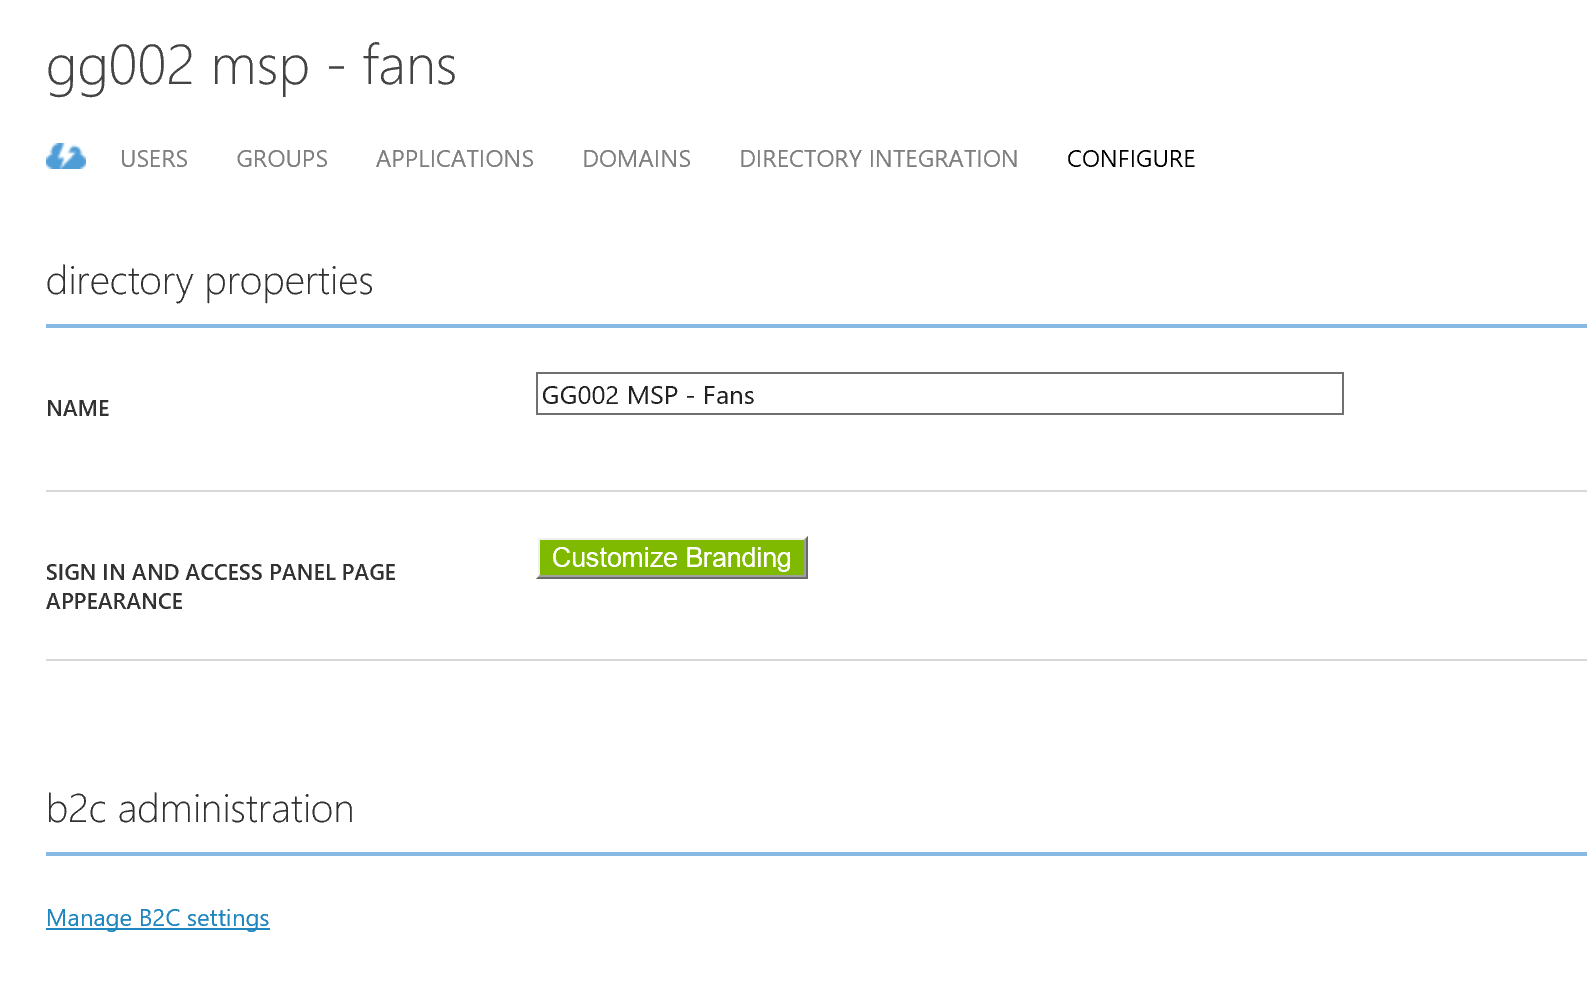 gg002 msp - fans
USERS GROUPS APPLICATIONS DOMAINS DIRECTORY INTEGRATION CONFIGURE
directory properties
NAME
GG002 MSP - Fans
SIGN IN AND ACCESS PANEL PAGE
APPEARANCE
Customize Branding
b2c administration
Manage B2C settings